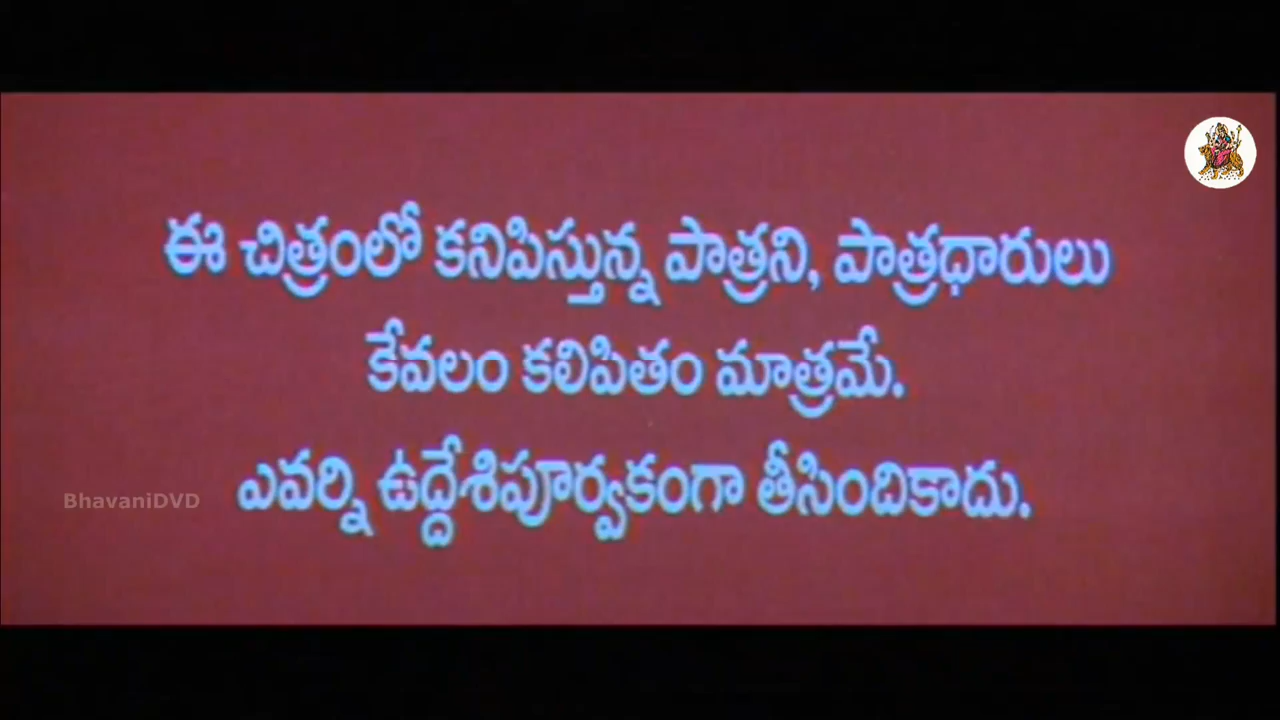 ఈ చిత్రంలో కనిపిస్తున్న పాత్రని, పాత్రధారులు
కేవలం కలిపితం మాత్రమే.
ఎవర్ని ఉద్దేశిపూర్వకంగా తీసిందికాదు.
BhavaniDVD